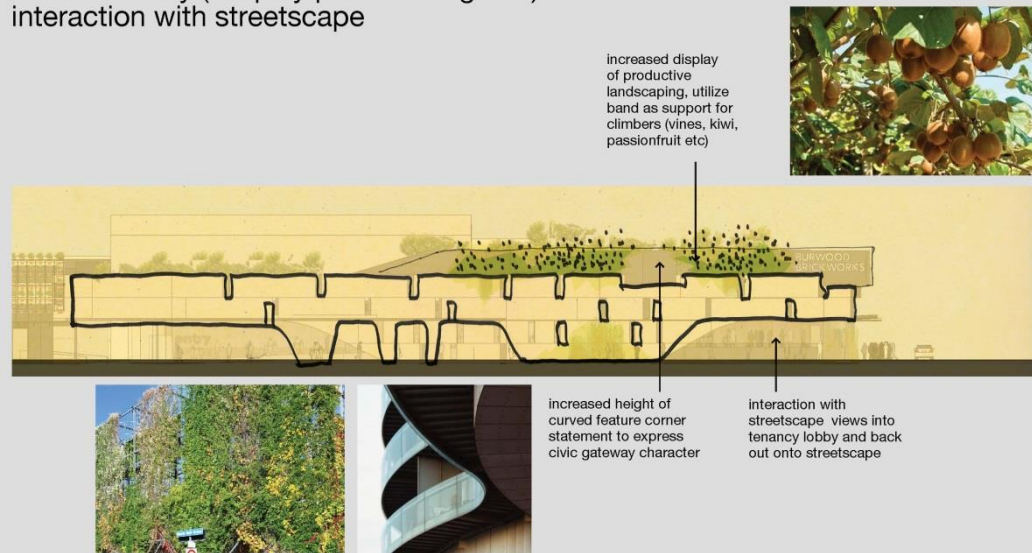 interaction with streetscape
increased display
of productive
landscaping, utilize
band as support for
climbers (vines, kiwi,
passionfruit etc)
BURWOOD
BRICKWORKS
increased height of
curved feature corner
statement to express
civic gateway character
interaction with
streetscape  views into
tenancy lobby and back
out onto streetscape